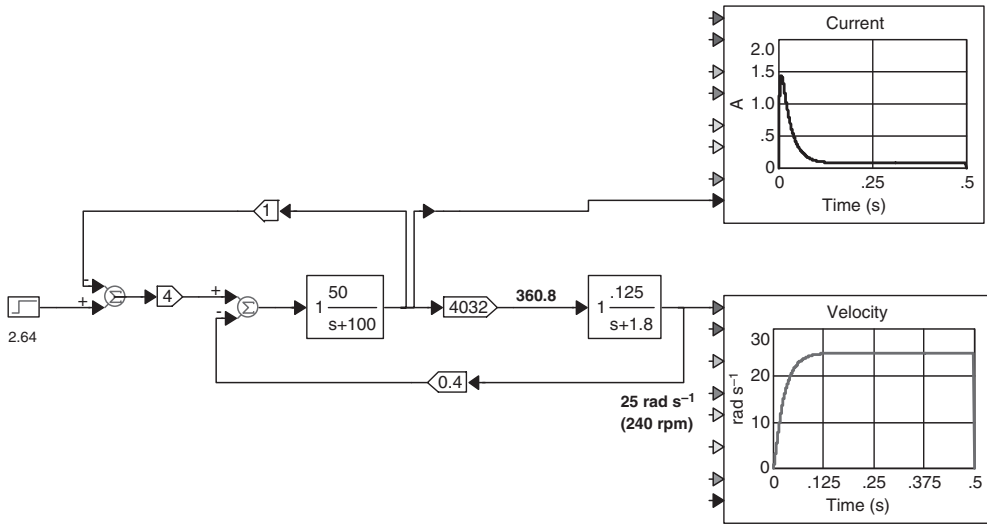 Current
2.0
1.5
1.0
.5
0
A
0 .25 .5
Time (s)
1
-
+
Σ
4
+
-
Σ
1 50
s+100
4032
360.8
1 .125
s+1.8
2.64
0.4
25 rad s⁻¹
(240 rpm)
Velocity
30
20
10
0
rad s⁻¹
0 .125 .25 .375 .5
Time (s)